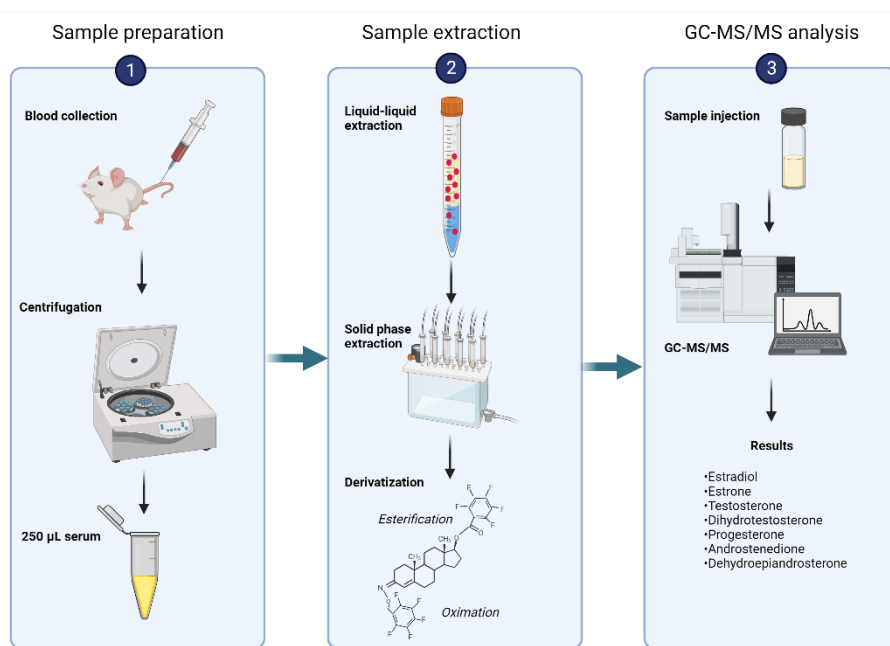 Sample preparation
Sample extraction
GC-MS/MS analysis
1
2
3
Blood collection
Centrifugation
250 µL serum
Liquid-liquid
extraction
Solid phase
extraction
Derivatization
Esterification
F
F
F
F
F
O
O
CH₃
CH₃
N
O
F
F
F
F
F
Oximation
Sample injection
GC-MS/MS
Results
•Estradiol
•Estrone
•Testosterone
•Dihydrotestosterone
•Progesterone
•Androstenedione
•Dehydroepiandrosterone